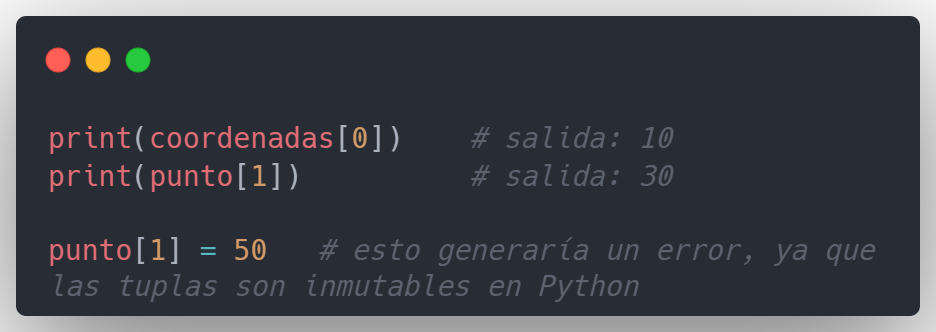 print(coordenadas[0])    # salida: 10
print(punto[1])          # salida: 30
punto[1] = 50   # esto generaría un error, ya que
las tuplas son inmutables en Python